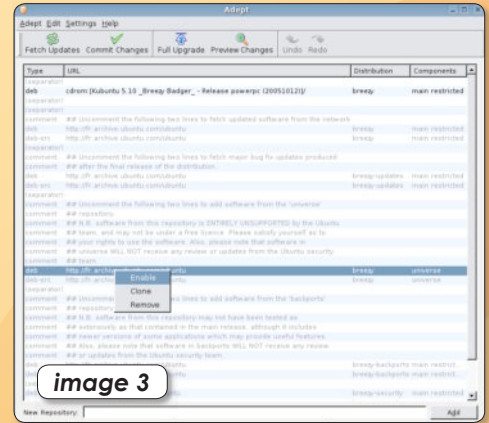 Adept
Adept Edit Settings Help
Fetch Updates Commit Changes Full Upgrade Preview Changes Undo Redo
Type URL Distribution Components
(separator)
deb cdrom:[Kubuntu 5.10 _Breezy Badger_ - Release powerpc (20051012)]/ breezy main restricted
(separator)
(separator)
comment ## Uncomment the following two lines to fetch updated software from the network
deb http://fr.archive.ubuntu.com/ubuntu breezy main restricted
deb-src http://fr.archive.ubuntu.com/ubuntu breezy main restricted
(separator)
comment ## Uncomment the following two lines to fetch major bug fix updates produced
comment ## after the final release of the distribution.
deb http://fr.archive.ubuntu.com/ubuntu breezy-updates main restricted
deb-src http://fr.archive.ubuntu.com/ubuntu breezy-updates main restricted
(separator)
comment ## Uncomment the following two lines to add software from the 'universe'
comment ## repository.
comment ## N.B. software from this repository is ENTIRELY UNSUPPORTED by the Ubuntu
comment ## team, and may not be under a free licence. Please satisfy yourself as to
comment ## your rights to use the software. Also, please note that software in
comment ## universe WILL NOT receive any review or updates from the Ubuntu security
comment ## team.
deb http://fr.archive untu breezy universe
Enable
deb-src http://fr.archive untu breezy universe
Clone
(separator)
comment ## Uncomment two lines to add software from the 'backports'
Remove
comment ## repository
comment ## N.B. software from this repository may not have been tested as
comment ## extensively as that contained in the main release, although it includes
comment ## newer versions of some applications which may provide useful features.
comment ## Also, please note that software in backports WILL NOT receive any review
comment ## or updates from the Ubuntu security team.
breezy-backports main restrict
breezy-backports main restrict
breezy-security main restricted
image 3
New Repository: Add